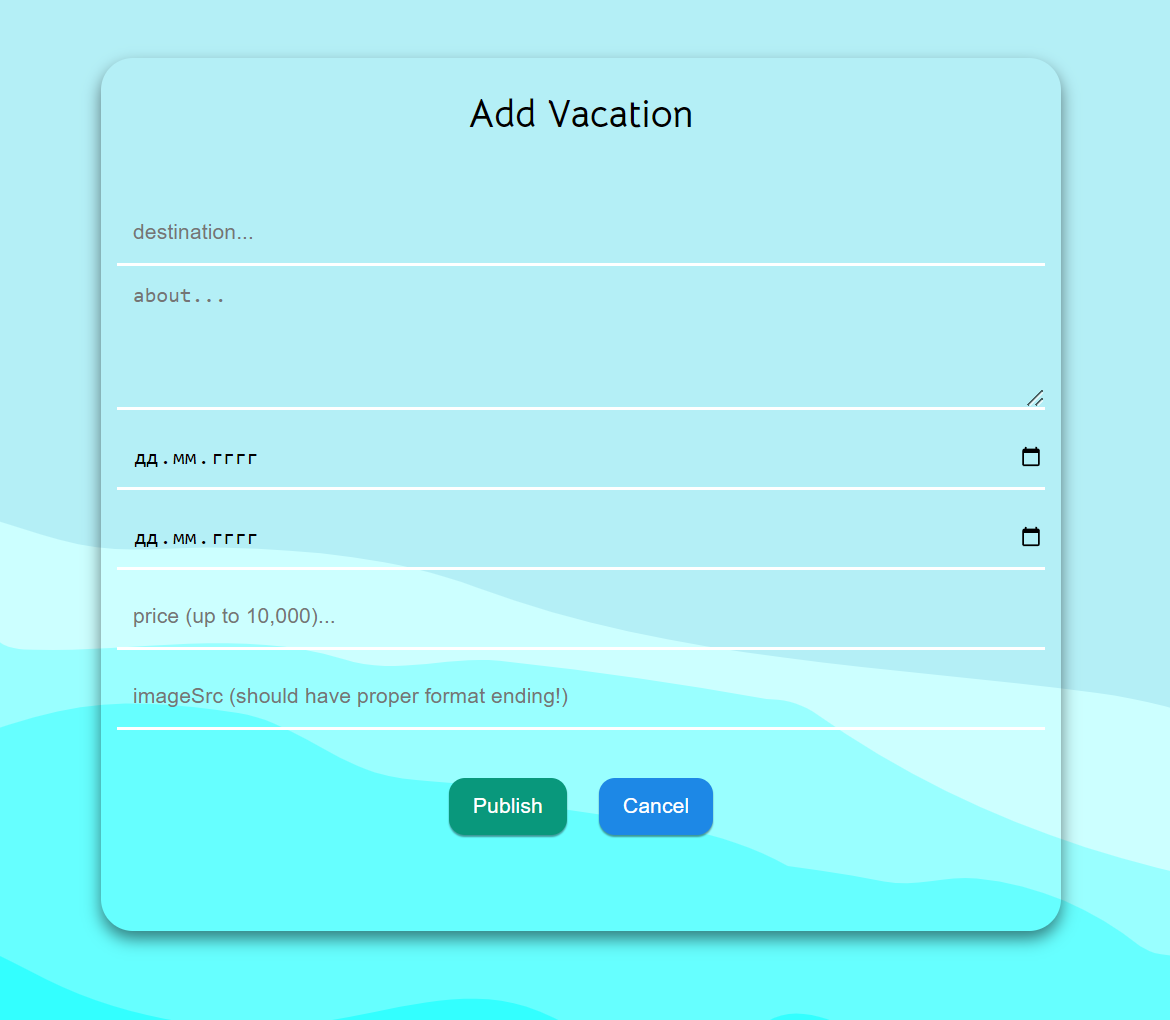 Add Vacation
destination...
about...
дд.мм.гггг
дд.мм.гггг
price (up to 10,000)...
imageSrc (should have proper format ending!)
Publish
Cancel